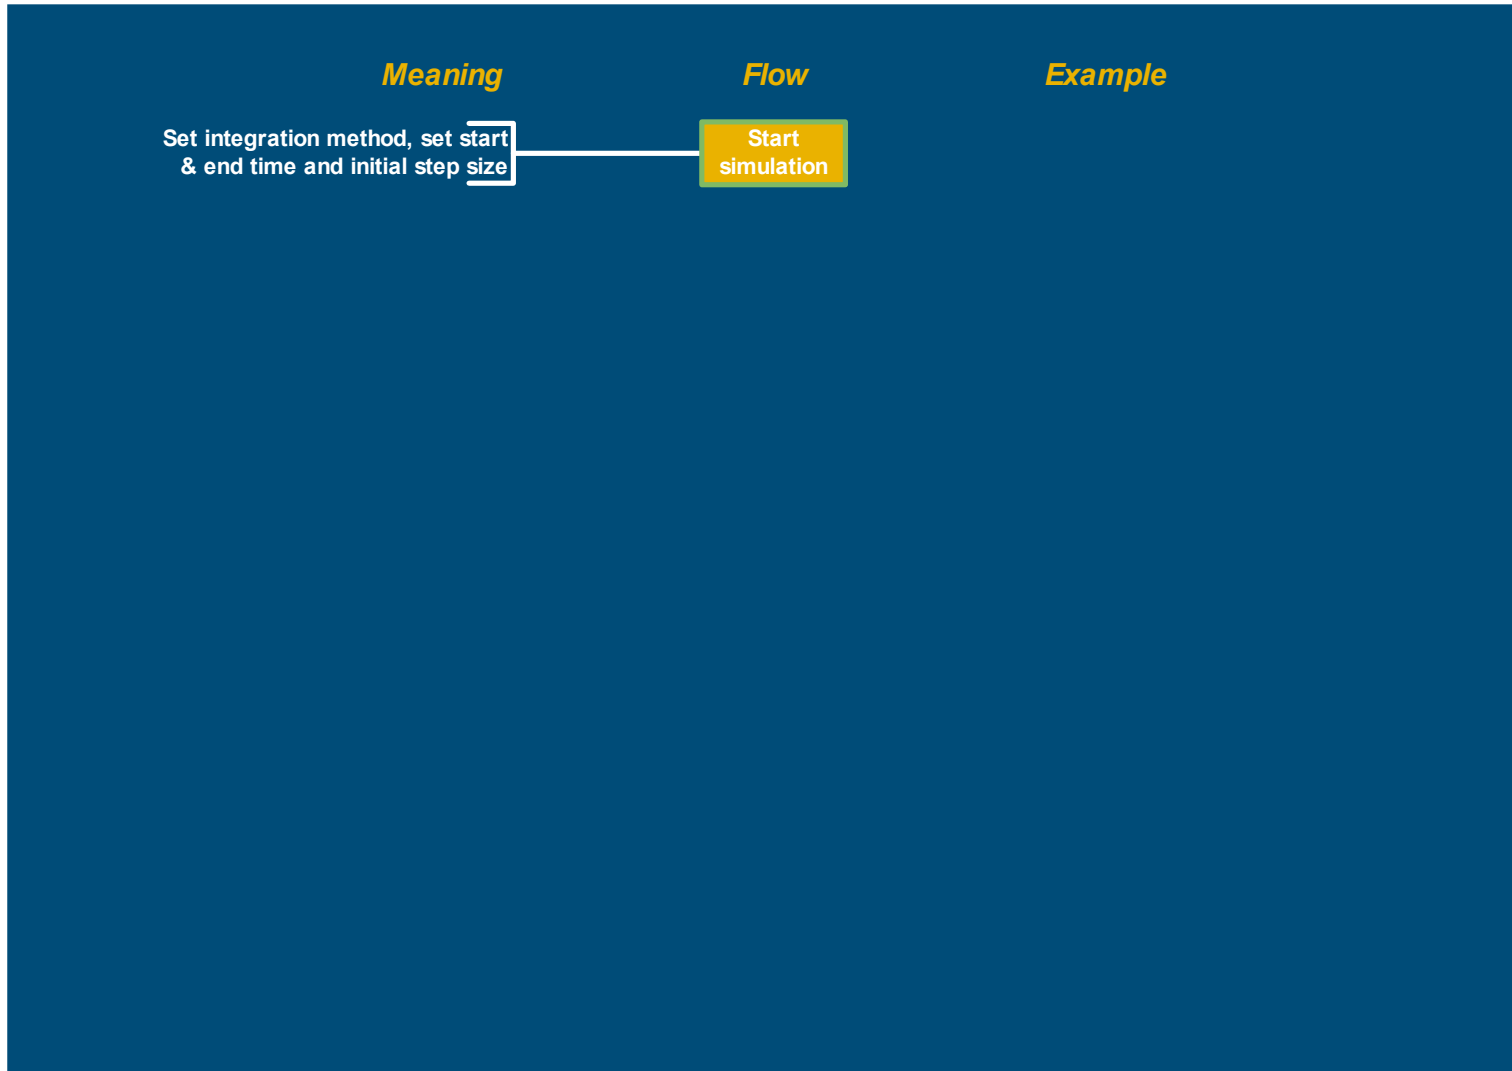 Meaning
Flow
Example
Set integration method, set start
& end time and initial step size
Start
simulation